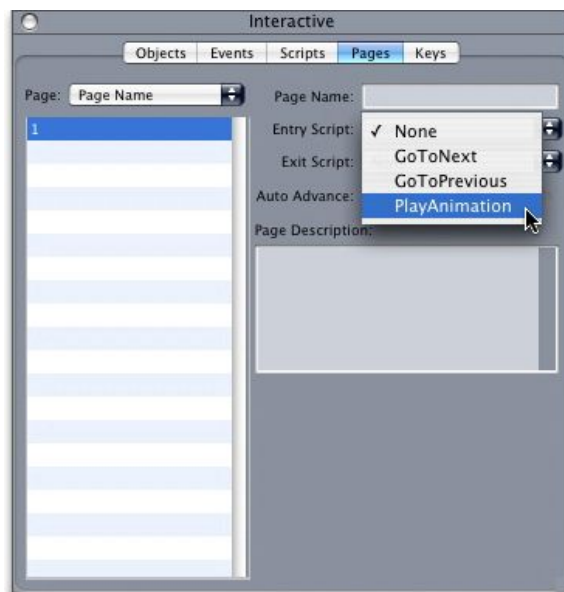 Interactive
Objects Events Scripts Pages Keys
Page: Page Name
1
Page Name:
Entry Script:
✓ None
GoToNext
GoToPrevious
PlayAnimation
Exit Script:
Auto Advance:
Page Description: